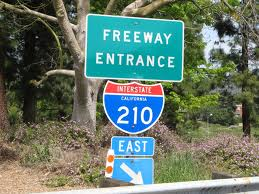 FREEWAY
ENTRANCE
INTERSTATE
CALIFORNIA
210
EAST